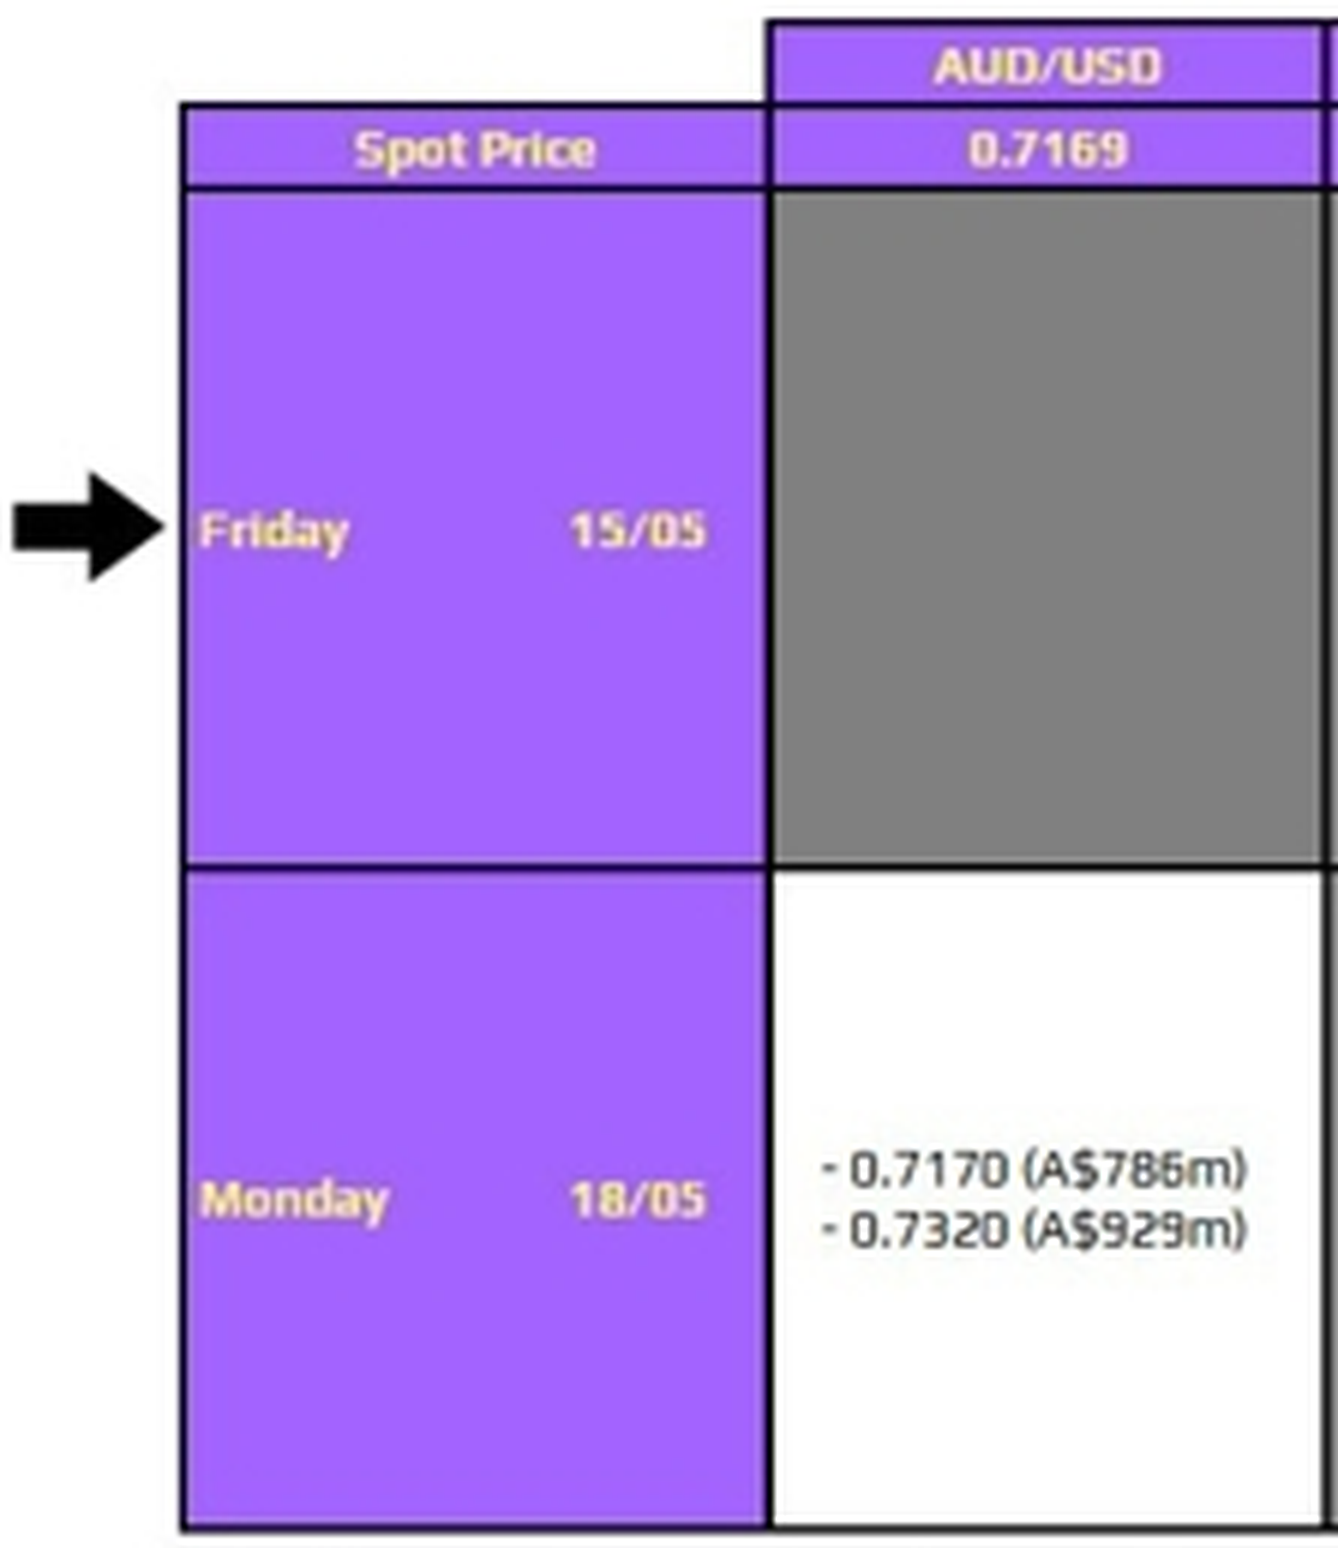 AUD/USD
Spot Price 0.7169
Friday 15/05
Monday 18/05
- 0.7170 (A$786m)
- 0.7320 (A$929m)